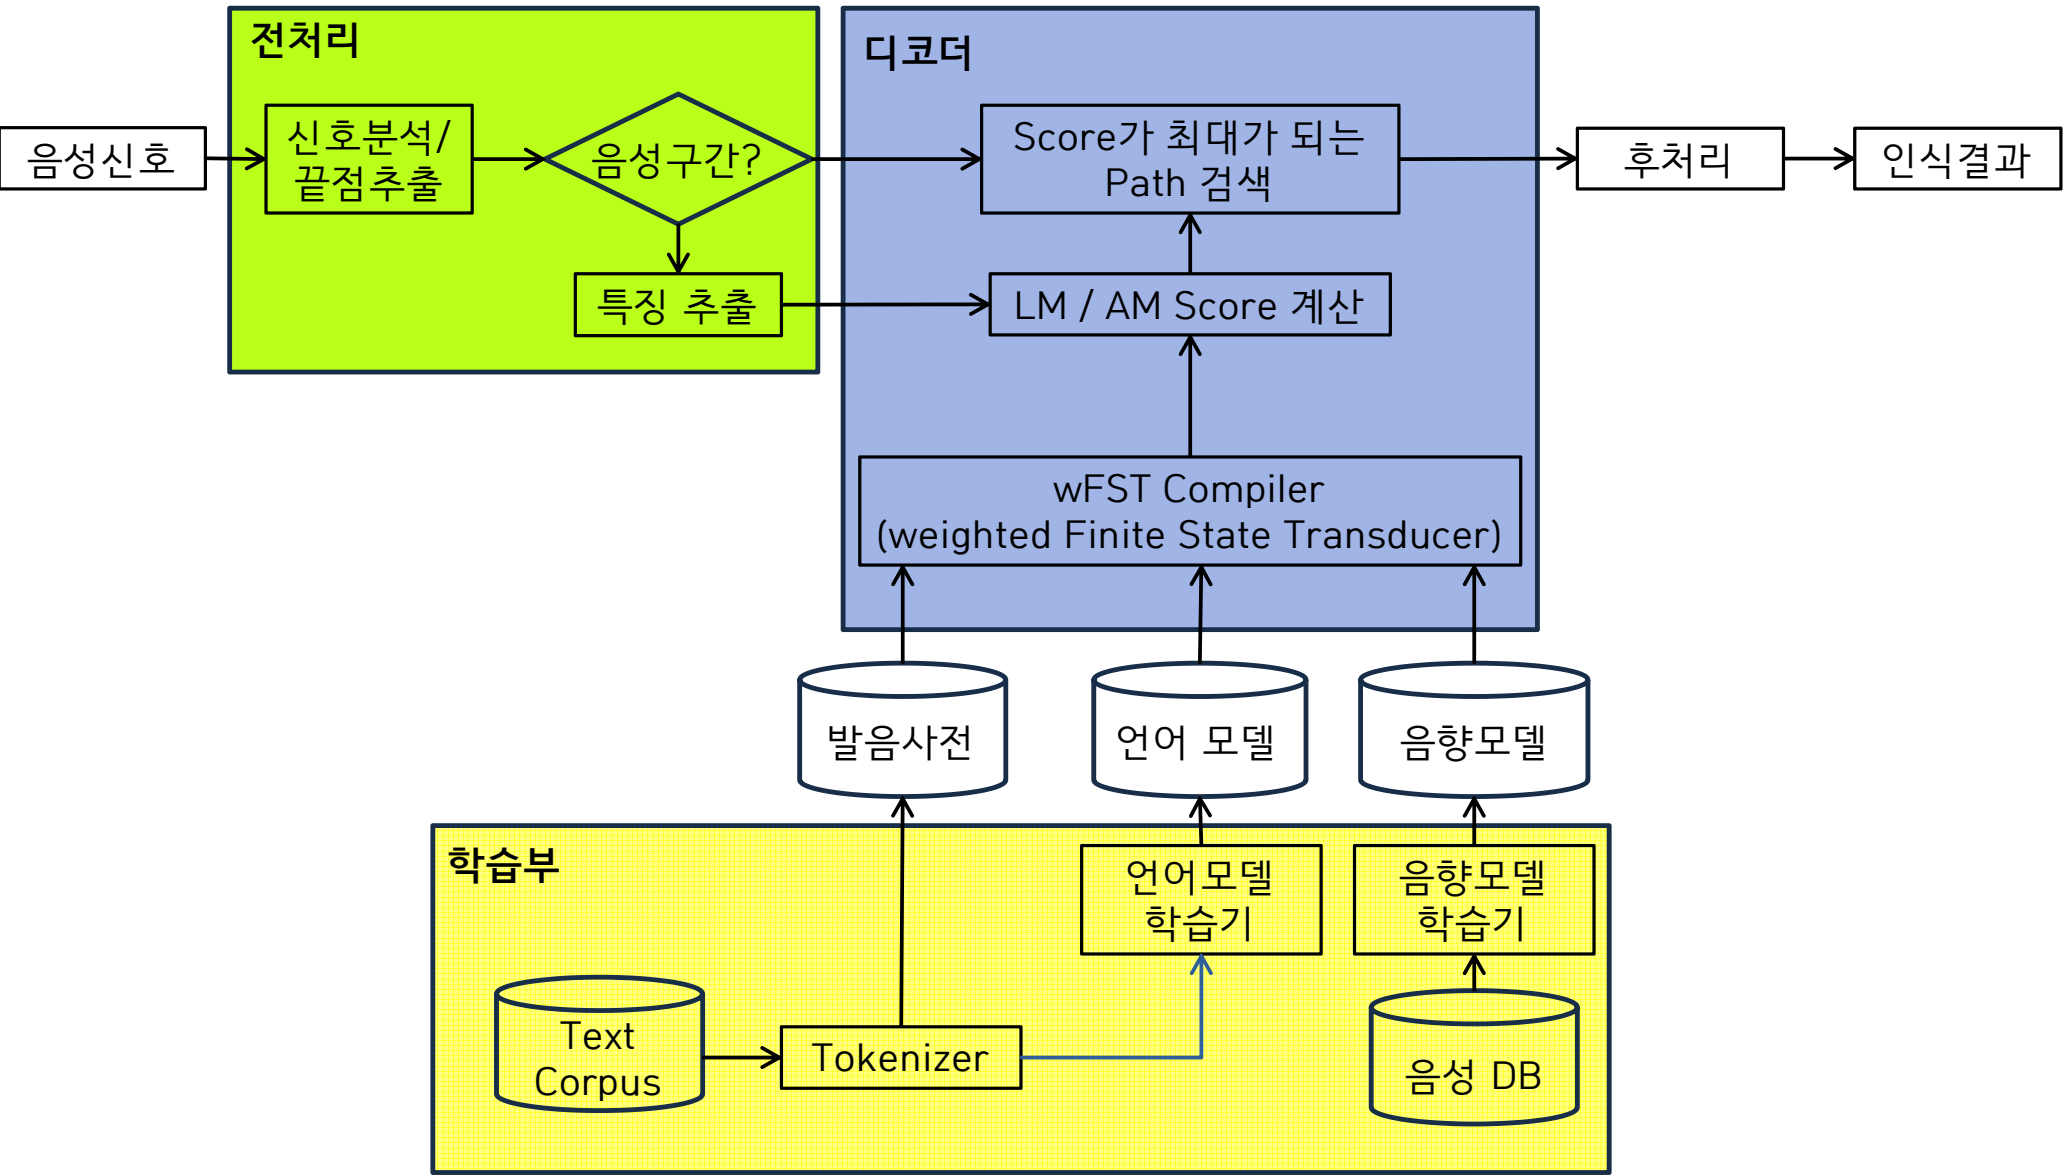 전처리
디코더
음성신호
신호분석/
끝점추출
음성구간?
Score가 최대가 되는
Path 검색
후처리
인식결과
특징 추출
LM / AM Score 계산
wFST Compiler
(weighted Finite State Transducer)
발음사전
언어 모델
음향모델
학습부
언어모델
학습기
음향모델
학습기
Text
Corpus
Tokenizer
음성 DB